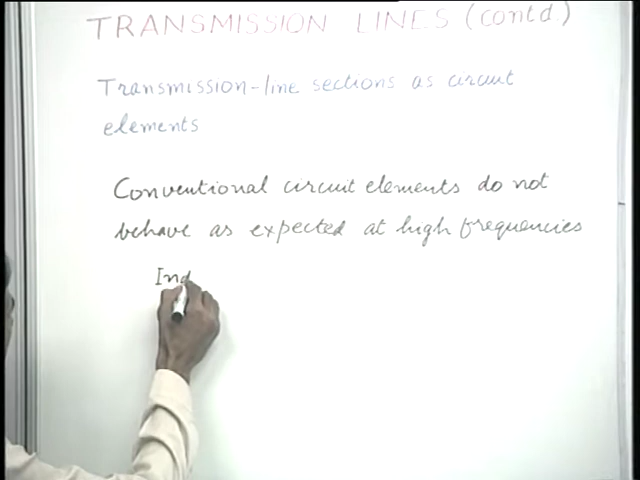 TRANSMISSION LINES (contd.)
Transmission-line sections as circuit
elements
Conventional circuit elements do not
behave as expected at high frequencies
Ind